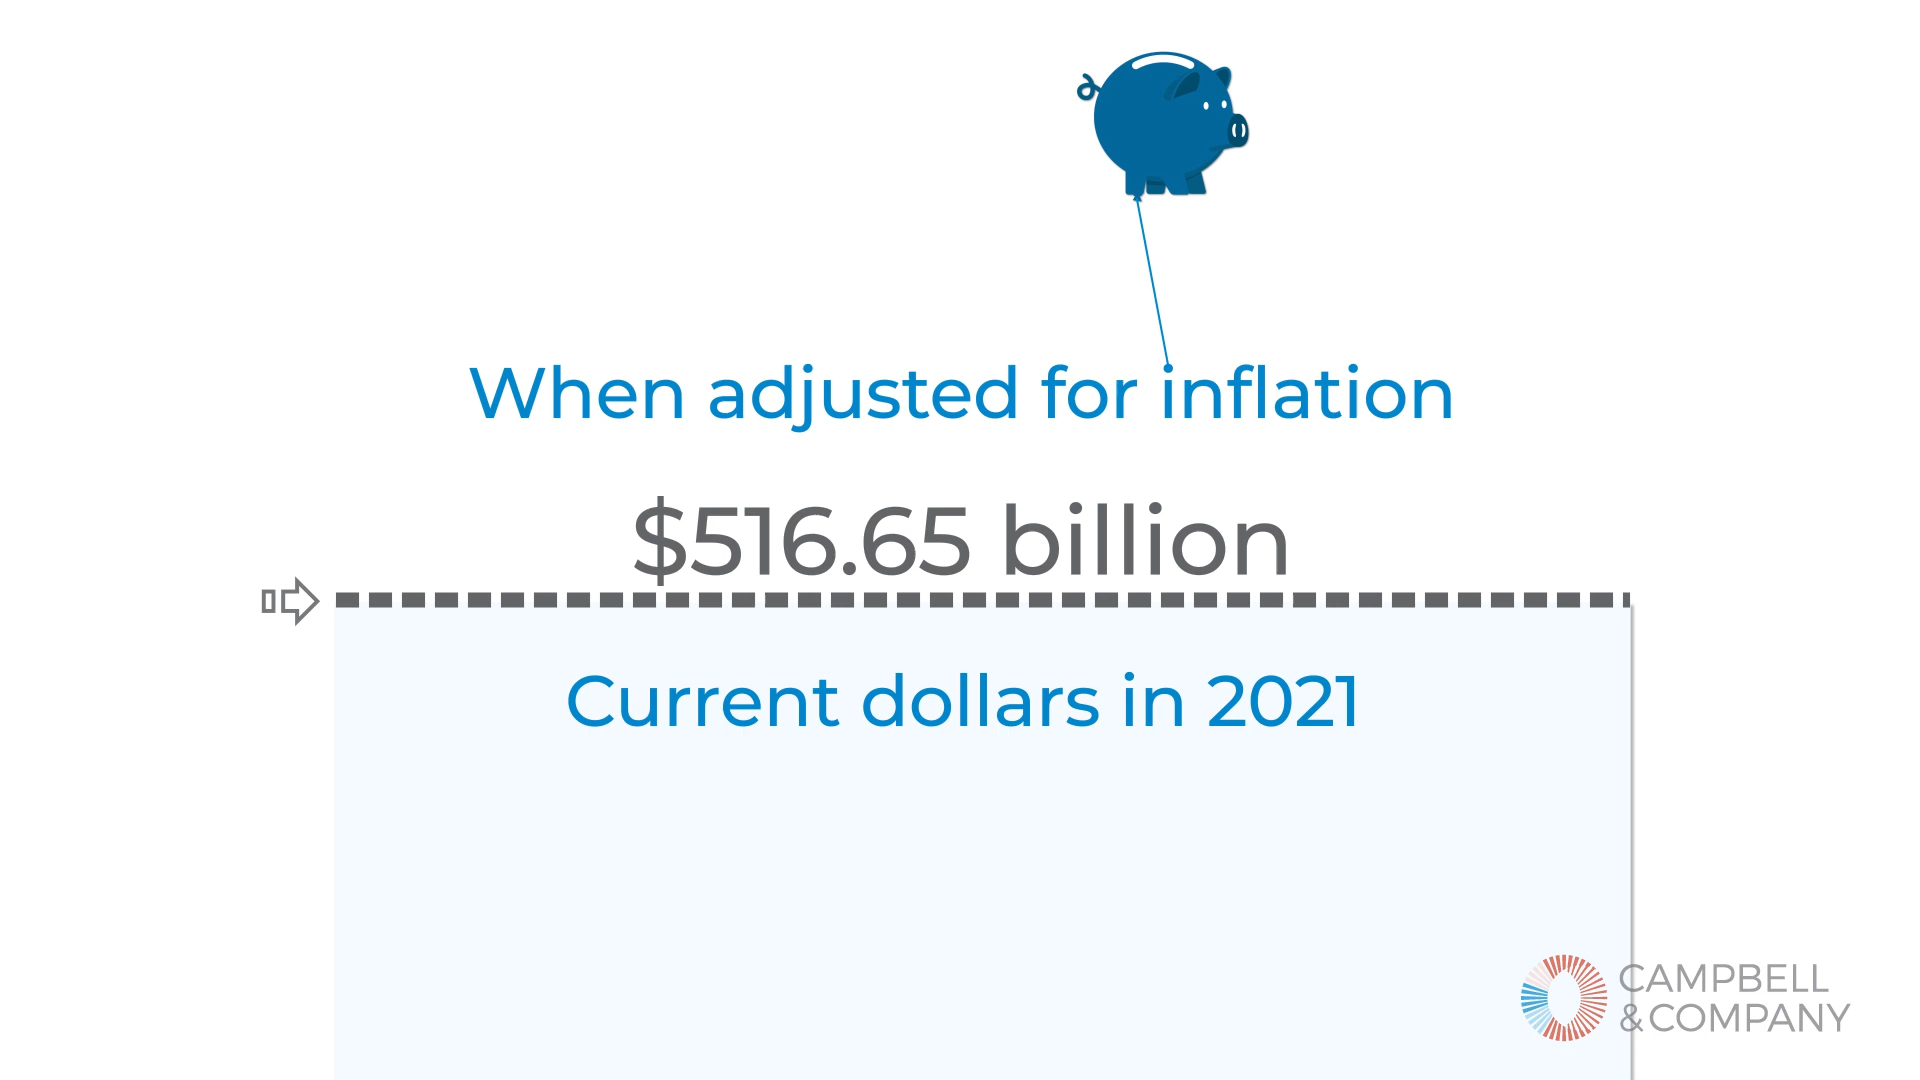 When adjusted for inflation
$516.65 billion
Current dollars in 2021
CAMPBELL
&COMPANY